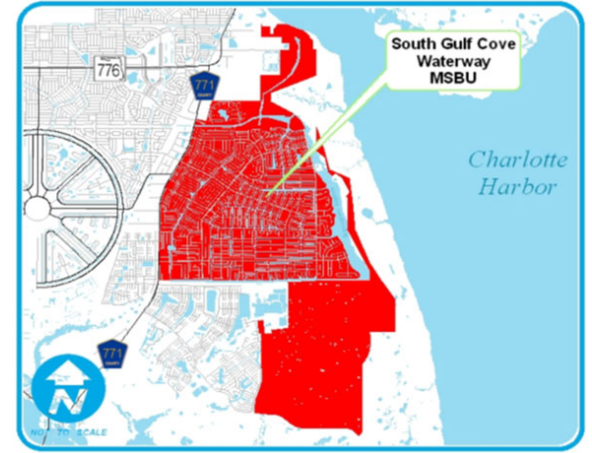 776
771
South Gulf Cove
Waterway
MSBU
Charlotte
Harbor
771
N
NOT TO SCALE